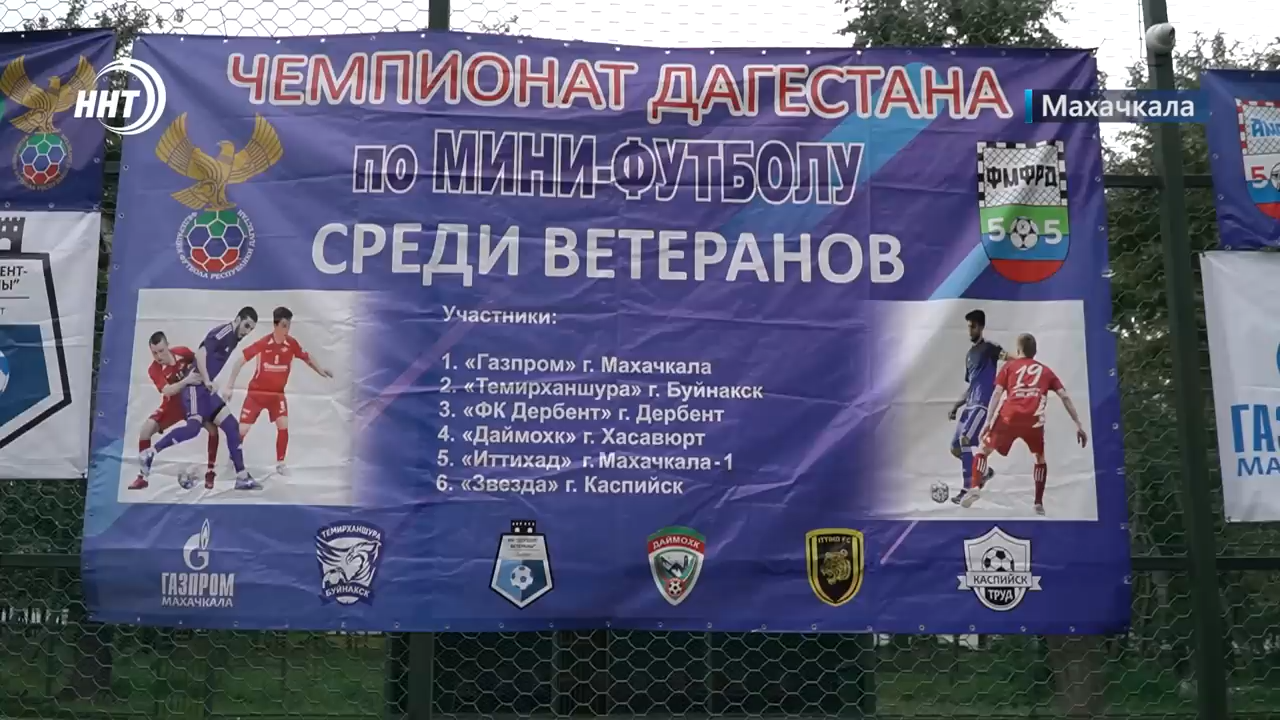 ННТ
Махачкала
ЧЕМПИОНАТ ДАГЕСТАНА
по МИНИ-ФУТБОЛУ
СРЕДИ ВЕТЕРАНОВ
ФМФРД
5 5
Участники:
1. «Газпром» г. Махачкала
2. «Темирханшура» г. Буйнакск
3. «ФК Дербент» г. Дербент
4. «Даймохк» г. Хасавюрт
5. «Иттихад» г. Махачкала-1
6. «Звезда» г. Каспийск
19
ГАЗПРОМ
МАХАЧКАЛА
ТЕМИРХАНШУРА
БУЙНАКСК
ДАЙМОХК
КАСПИЙСК
ТРУД